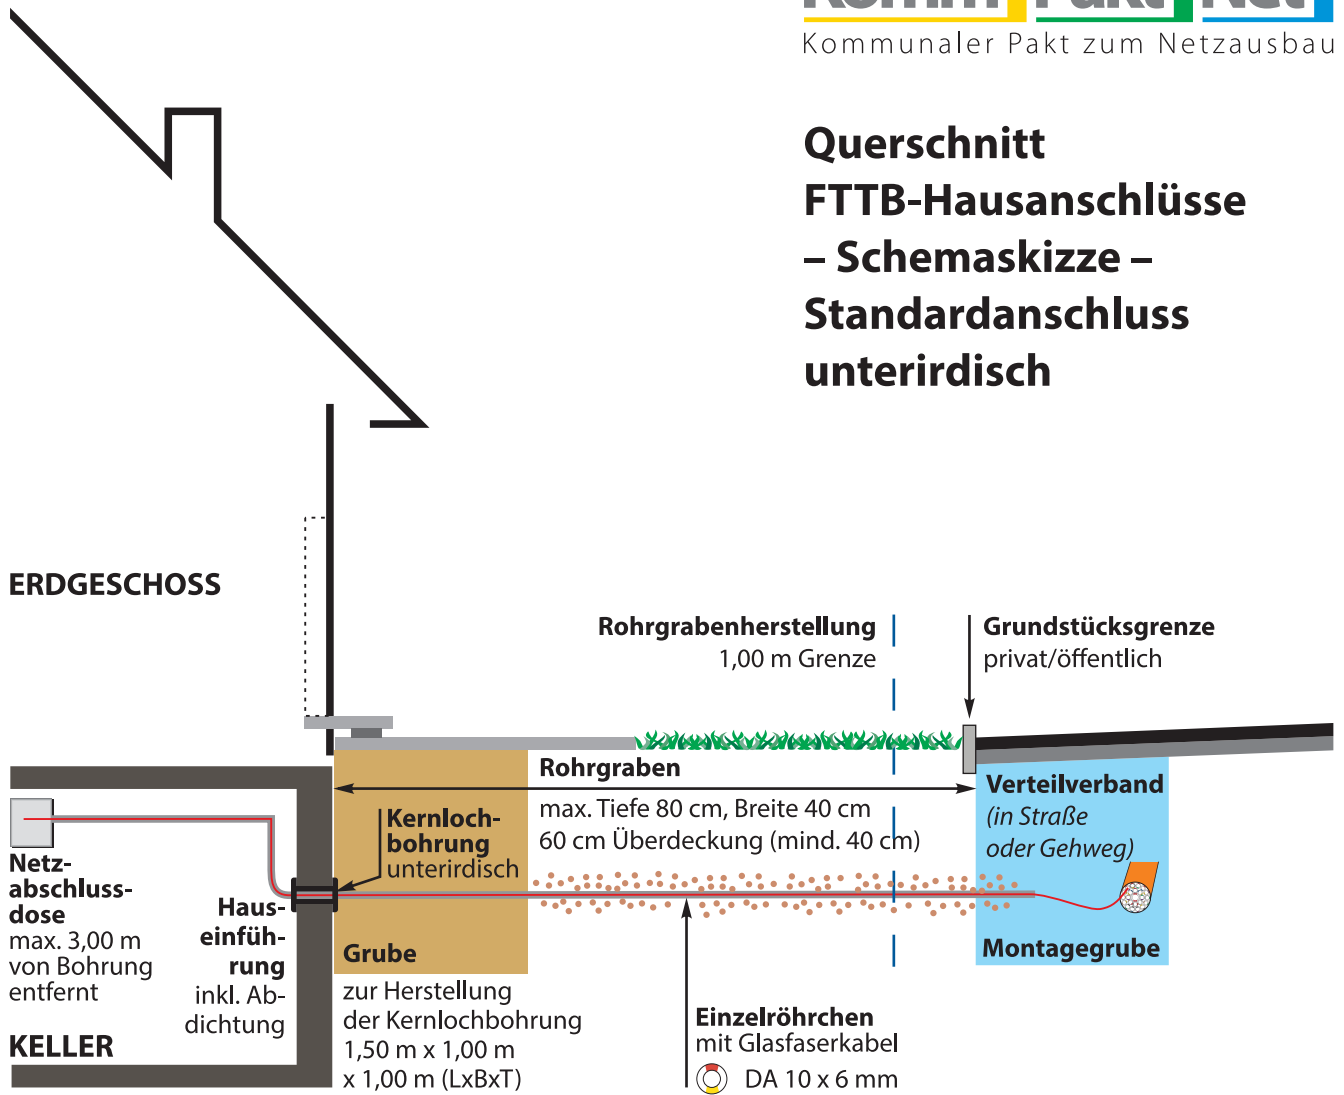 Komm Pakt Net
Kommunaler Pakt zum Netzausbau
Querschnitt
FTTB-Hausanschlüsse
– Schemaskizze –
Standardanschluss
unterirdisch
ERDGESCHOSS
Rohrgrabenherstellung
1,00 m Grenze
Grundstücksgrenze
privat/öffentlich
Rohrgraben
max. Tiefe 80 cm, Breite 40 cm
60 cm Überdeckung (mind. 40 cm)
Verteilverband
(in Straße
oder Gehweg)
Montagegrube
Kernloch-
bohrung
unterirdisch
Netz-
abschluss-
dose
max. 3,00 m
von Bohrung
entfernt
Haus-
einfüh-
rung
inkl. Ab-
dichtung
KELLER
Grube
zur Herstellung
der Kernlochbohrung
1,50 m x 1,00 m
x 1,00 m (LxBxT)
Einzelröhrchen
mit Glasfaserkabel
DA 10 x 6 mm